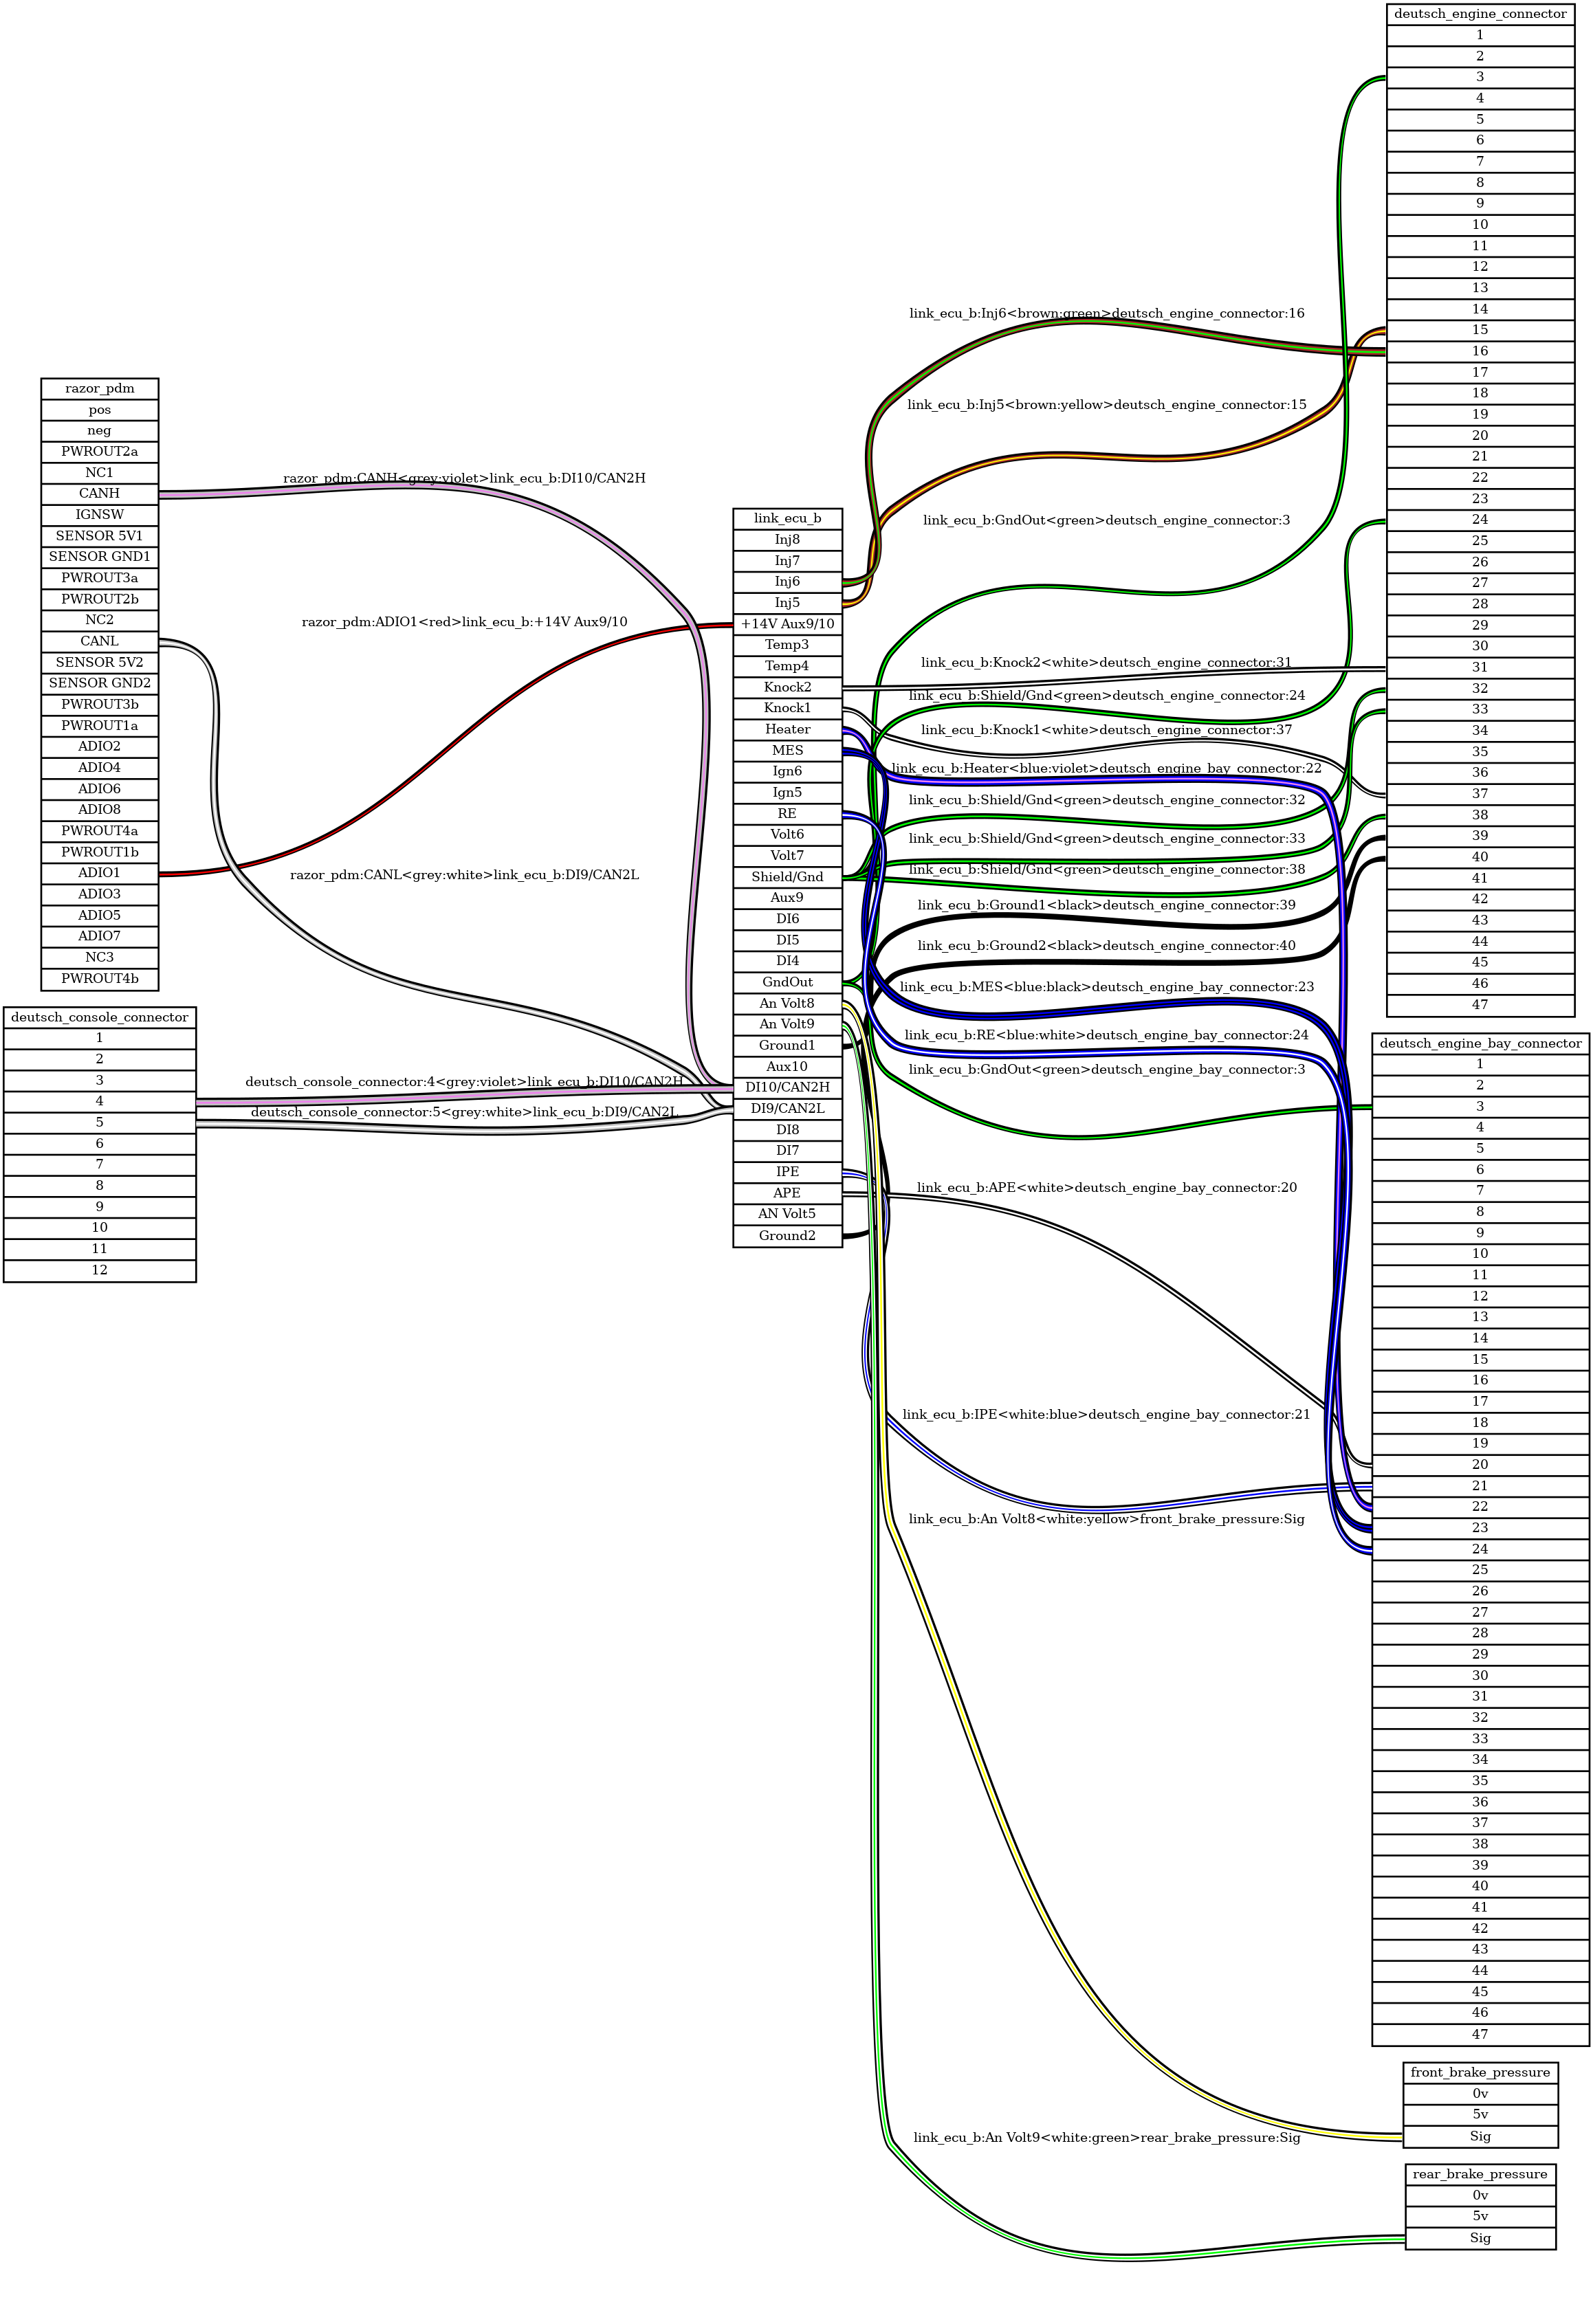 razor_pdm
pos
neg
PWROUT2a
NC1
CANH
IGNSW
SENSOR 5V1
SENSOR GND1
PWROUT3a
PWROUT2b
NC2
CANL
SENSOR 5V2
SENSOR GND2
PWROUT3b
PWROUT1a
ADIO2
ADIO4
ADIO6
ADIO8
PWROUT4a
PWROUT1b
ADIO1
ADIO3
ADIO5
ADIO7
NC3
PWROUT4b
deutsch_console_connector
1
2
3
4
5
6
7
8
9
10
11
12
razor_pdm:CANH<grey:violet>link_ecu_b:DI10/CAN2H
razor_pdm:ADIO1<red>link_ecu_b:+14V Aux9/10
razor_pdm:CANL<grey:white>link_ecu_b:DI9/CAN2L
deutsch_console_connector:4<grey:violet>link_ecu_b:DI10/CAN2H
deutsch_console_connector:5<grey:white>link_ecu_b:DI9/CAN2L
link_ecu_b
Inj8
Inj7
Inj6
Inj5
+14V Aux9/10
Temp3
Temp4
Knock2
Knock1
Heater
MES
Ign6
Ign5
RE
Volt6
Volt7
Shield/Gnd
Aux9
DI6
DI5
DI4
GndOut
An Volt8
An Volt9
Ground1
Aux10
DI10/CAN2H
DI9/CAN2L
DI8
DI7
IPE
APE
AN Volt5
Ground2
link_ecu_b:Inj6<brown:green>deutsch_engine_connector:16
link_ecu_b:Inj5<brown:yellow>deutsch_engine_connector:15
link_ecu_b:GndOut<green>deutsch_engine_connector:3
link_ecu_b:Knock2<white>deutsch_engine_connector:31
link_ecu_b:Shield/Gnd<green>deutsch_engine_connector:24
link_ecu_b:Knock1<white>deutsch_engine_connector:37
link_ecu_b:Heater<blue:violet>deutsch_engine_bay_connector:22
link_ecu_b:Shield/Gnd<green>deutsch_engine_connector:32
link_ecu_b:Shield/Gnd<green>deutsch_engine_connector:33
link_ecu_b:Shield/Gnd<green>deutsch_engine_connector:38
link_ecu_b:Ground1<black>deutsch_engine_connector:39
link_ecu_b:Ground2<black>deutsch_engine_connector:40
link_ecu_b:MES<blue:black>deutsch_engine_bay_connector:23
link_ecu_b:RE<blue:white>deutsch_engine_bay_connector:24
link_ecu_b:GndOut<green>deutsch_engine_bay_connector:3
link_ecu_b:APE<white>deutsch_engine_bay_connector:20
link_ecu_b:IPE<white:blue>deutsch_engine_bay_connector:21
link_ecu_b:An Volt8<white:yellow>front_brake_pressure:Sig
link_ecu_b:An Volt9<white:green>rear_brake_pressure:Sig
deutsch_engine_connector
1
2
3
4
5
6
7
8
9
10
11
12
13
14
15
16
17
18
19
20
21
22
23
24
25
26
27
28
29
30
31
32
33
34
35
36
37
38
39
40
41
42
43
44
45
46
47
deutsch_engine_bay_connector
1
2
3
4
5
6
7
8
9
10
11
12
13
14
15
16
17
18
19
20
21
22
23
24
25
26
27
28
29
30
31
32
33
34
35
36
37
38
39
40
41
42
43
44
45
46
47
front_brake_pressure
0v
5v
Sig
rear_brake_pressure
0v
5v
Sig